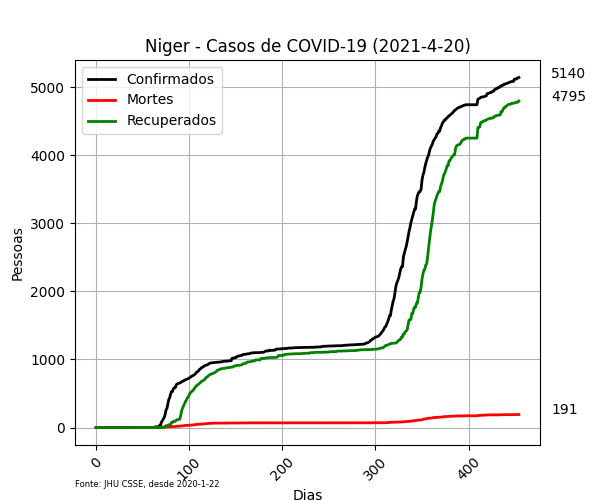 Niger - Casos de COVID-19 (2021-4-20)
Confirmados
Mortes
Recuperados
5140
4795
191
5000
4000
3000
2000
1000
0
Pessoas
0
100
200
300
400
Fonte: JHU CSSE, desde 2020-1-22
Dias